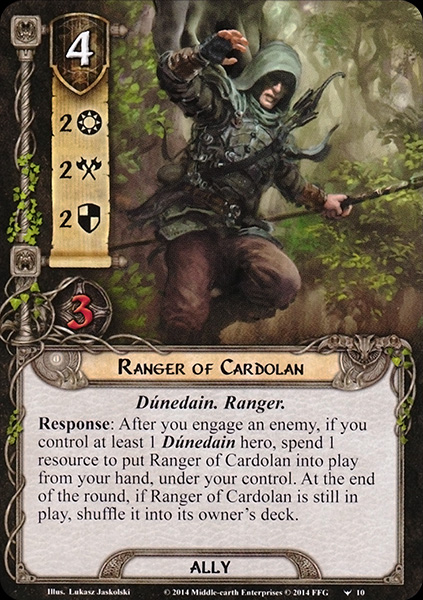 4
2
2
2
3
RANGER OF CARDOLAN
Dúnedain. Ranger.
Response: After you engage an enemy, if you
control at least 1 Dúnedain hero, spend 1
resource to put Ranger of Cardolan into play
from your hand, under your control. At the end
of the round, if Ranger of Cardolan is still in
play, shuffle it into its owner's deck.
ALLY
Illus. Lukasz Jaskolski © 2014 Middle-earth Enterprises © 2014 FFG 10